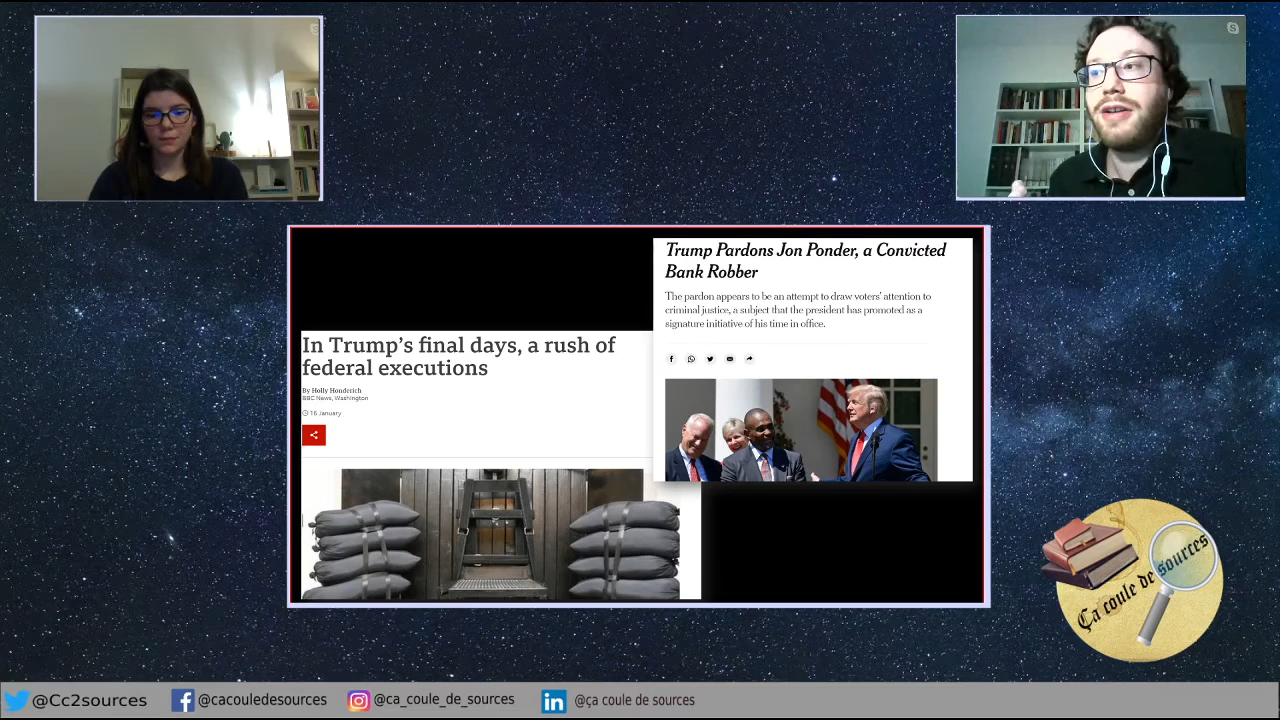 Trump Pardons Jon Ponder, a Convicted
Bank Robber
The pardon appears to be an attempt to draw voters' attention to
criminal justice, a subject that the president has promoted as a
signature initiative of his time in office.
In Trump's final days, a rush of
federal executions
By Holly Honderich
BBC News, Washington
16 January
Ça coule de sources
@Cc2sources
@cacouledesources
@ca_coule_de_sources
@ça coule de sources